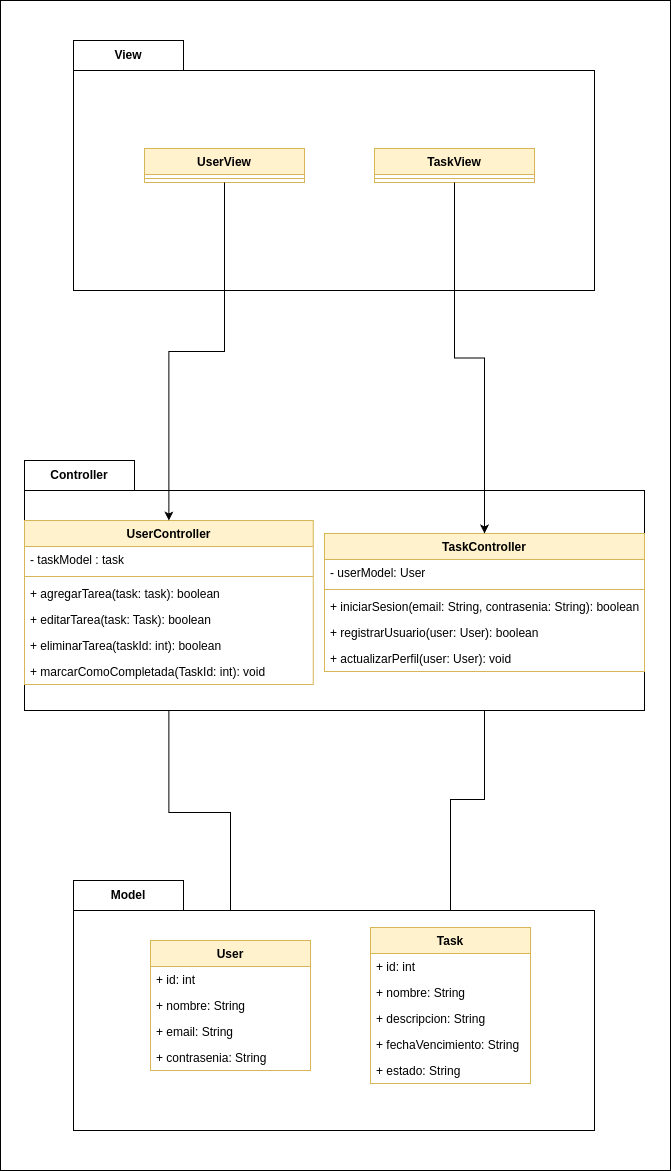 View
UserView
TaskView
Controller
UserController
- taskModel : task
+ agregarTarea(task: task): boolean
+ editarTarea(task: Task): boolean
+ eliminarTarea(taskId: int): boolean
+ marcarComoCompletada(TaskId: int): void
TaskController
- userModel: User
+ iniciarSesion(email: String, contrasenia: String): boolean
+ registrarUsuario(user: User): boolean
+ actualizarPerfil(user: User): void
Model
User
+ id: int
+ nombre: String
+ email: String
+ contrasenia: String
Task
+ id: int
+ nombre: String
+ descripcion: String
+ fechaVencimiento: String
+ estado: String